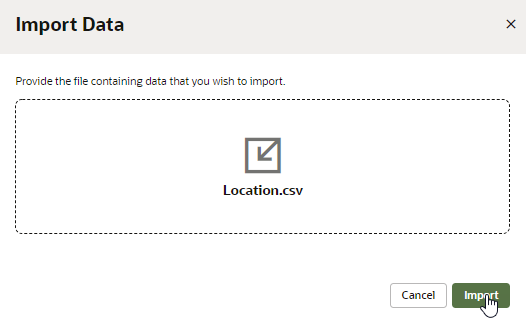 Import Data
Provide the file containing data that you wish to import.
Location.csv
Cancel
Import